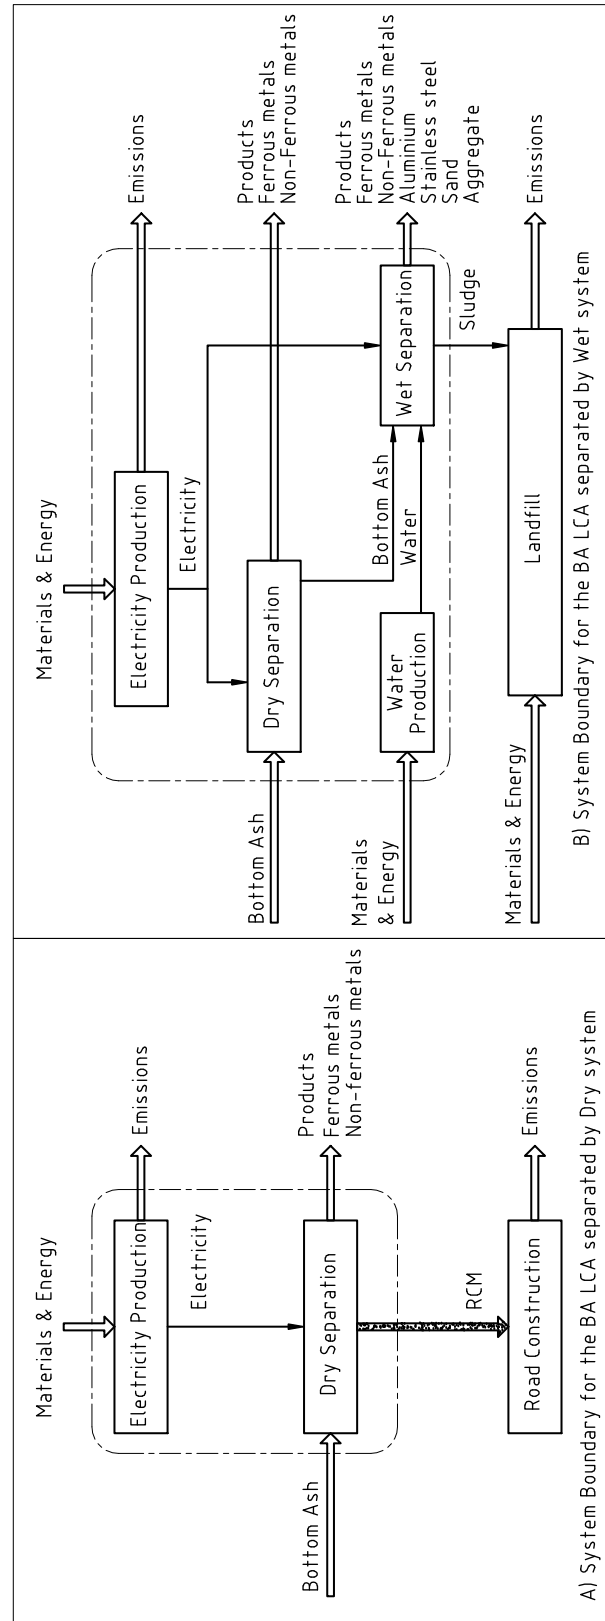 Materials & Energy
Electricity Production
Emissions
Electricity
Bottom Ash
Dry Separation
Products
Ferrous metals
Non-ferrous metals
RCM
Road Construction
Emissions
A) System Boundary for the BA LCA separated by Dry system
Materials & Energy
Electricity Production
Emissions
Electricity
Bottom Ash
Dry Separation
Products
Ferrous metals
Non-Ferrous metals
Materials
& Energy
Water
Production
Bottom Ash
Water
Wet Separation
Products
Ferrous metals
Non-Ferrous metals
Aluminium
Stainless steel
Sand
Aggregate
Sludge
Materials & Energy
Landfill
Emissions
B) System Boundary for the BA LCA separated by Wet system